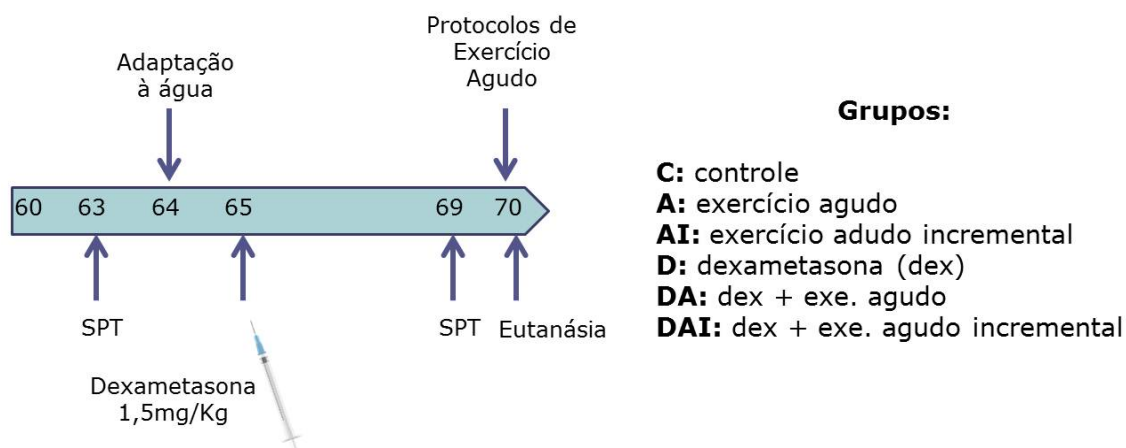 Protocolos de
Exercício
Agudo
Adaptação
à água
60 63 64 65 69 70
SPT
SPT
Eutanásia
Dexametasona
1,5mg/Kg
Grupos:
C: controle
A: exercício agudo
AI: exercício adudo incremental
D: dexametasona (dex)
DA: dex + exe. agudo
DAI: dex + exe. agudo incremental